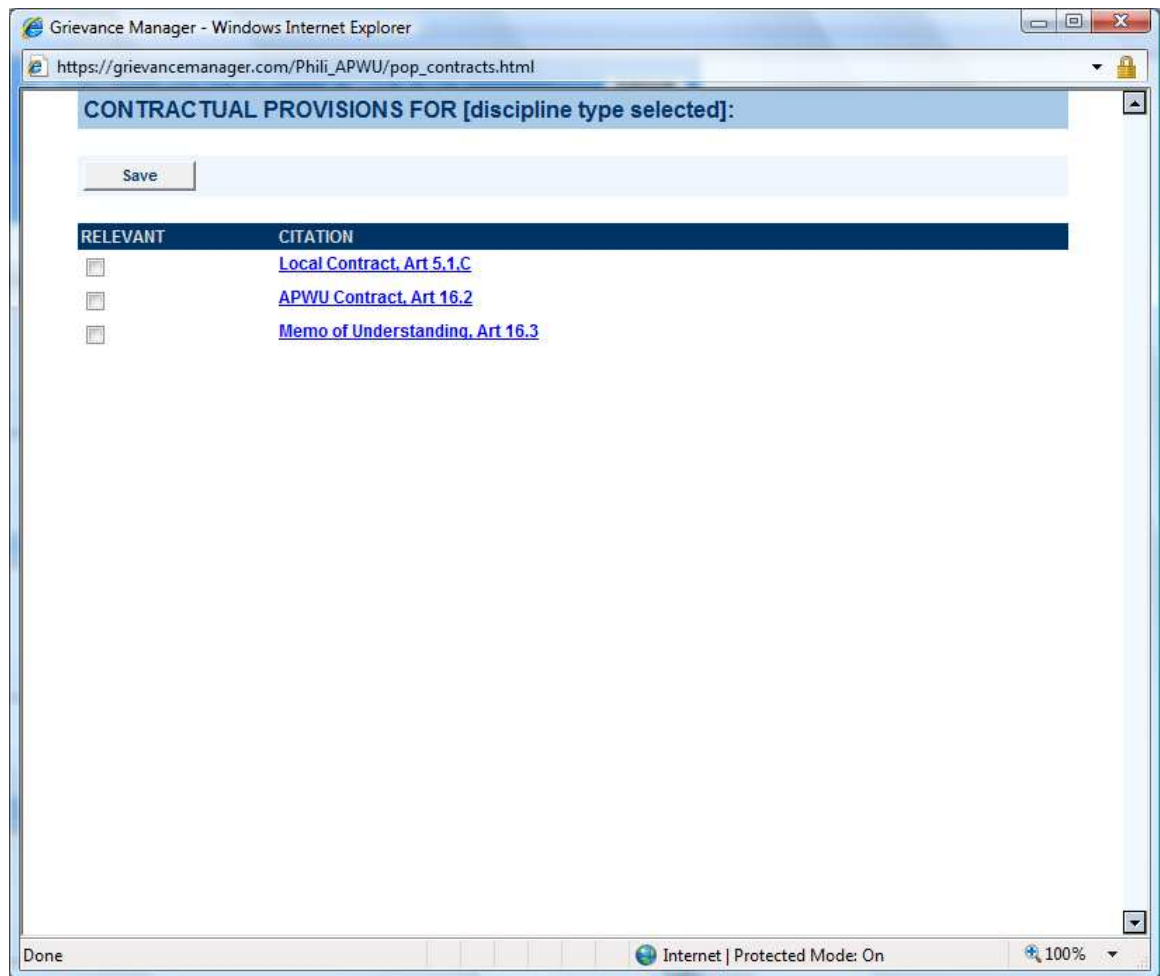 Grievance Manager - Windows Internet Explorer
https://grievancemanager.com/Phili_APWU/pop_contracts.html
CONTRACTUAL PROVISIONS FOR [discipline type selected]:
Save
RELEVANT CITATION
Local Contract, Art 5,1,C
APWU Contract, Art 16.2
Memo of Understanding, Art 16.3
Done Internet | Protected Mode: On 100%